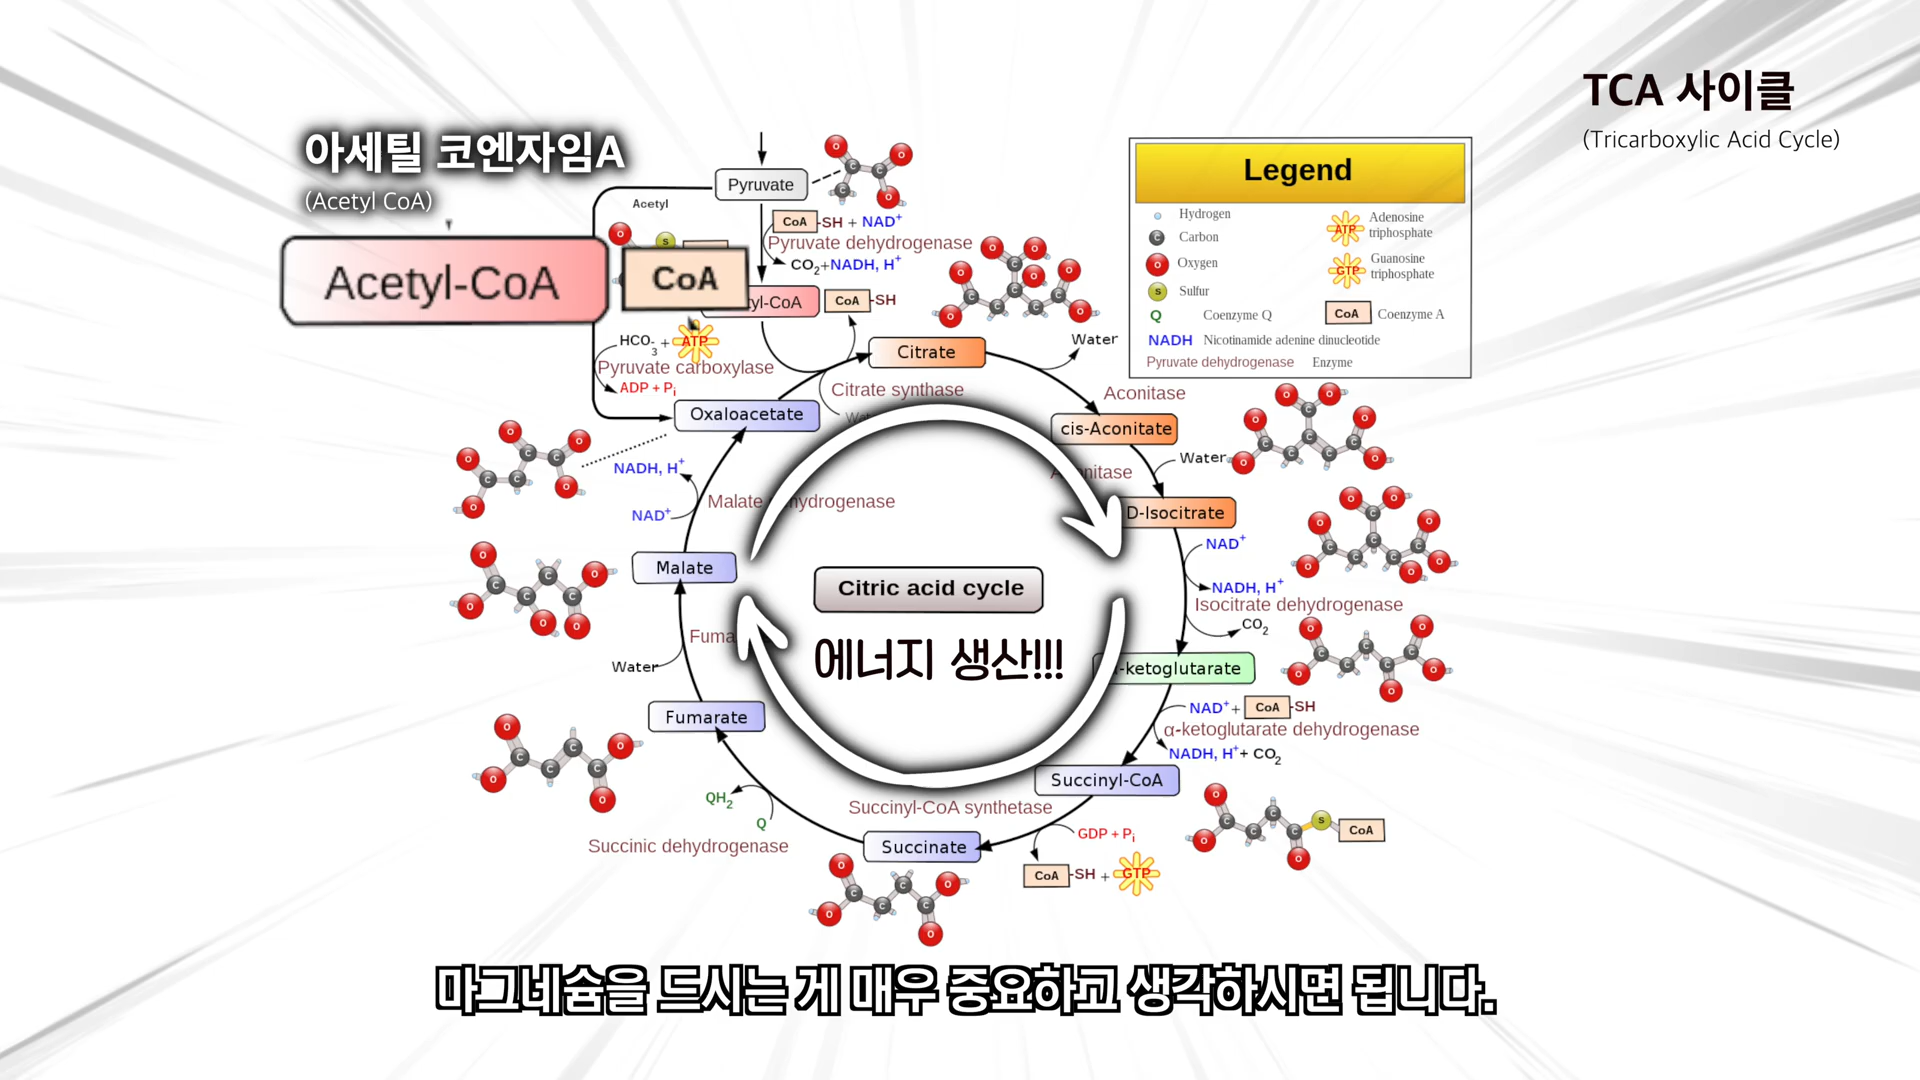 TCA 사이클
(Tricarboxylic Acid Cycle)
아세틸 코엔자임A
(Acetyl CoA)
Acetyl-CoA
CoA
Pyruvate
Acetyl
CoA-SH + NAD+
Pyruvate dehydrogenase
CO2+NADH, H+
CoA-SH
HCO3- + ATP
Pyruvate carboxylase
ADP + Pi
Oxaloacetate
Citrate
Citrate synthase
Water
Aconitase
cis-Aconitate
Water
D-Isocitrate
NAD+
NADH, H+
Isocitrate dehydrogenase
CO2
-ketoglutarate
NAD++ CoA-SH
α-ketoglutarate dehydrogenase
NADH, H++ CO2
Succinyl-CoA
Succinyl-CoA synthetase
GDP + Pi
CoA-SH + GTP
Succinate
QH2
Q
Succinic dehydrogenase
Fumarate
Water
Malate
Malate
NAD+
NADH, H+
Citric acid cycle
에너지 생산!!!
Legend
Hydrogen
Carbon
Oxygen
Sulfur
Q Coenzyme Q
NADH Nicotinamide adenine dinucleotide
Pyruvate dehydrogenase Enzyme
ATP Adenosine
triphosphate
GTP Guanosine
triphosphate
CoA Coenzyme A
S CoA
마그네슘을 드시는 게 매우 중요하고 생각하시면 됩니다.